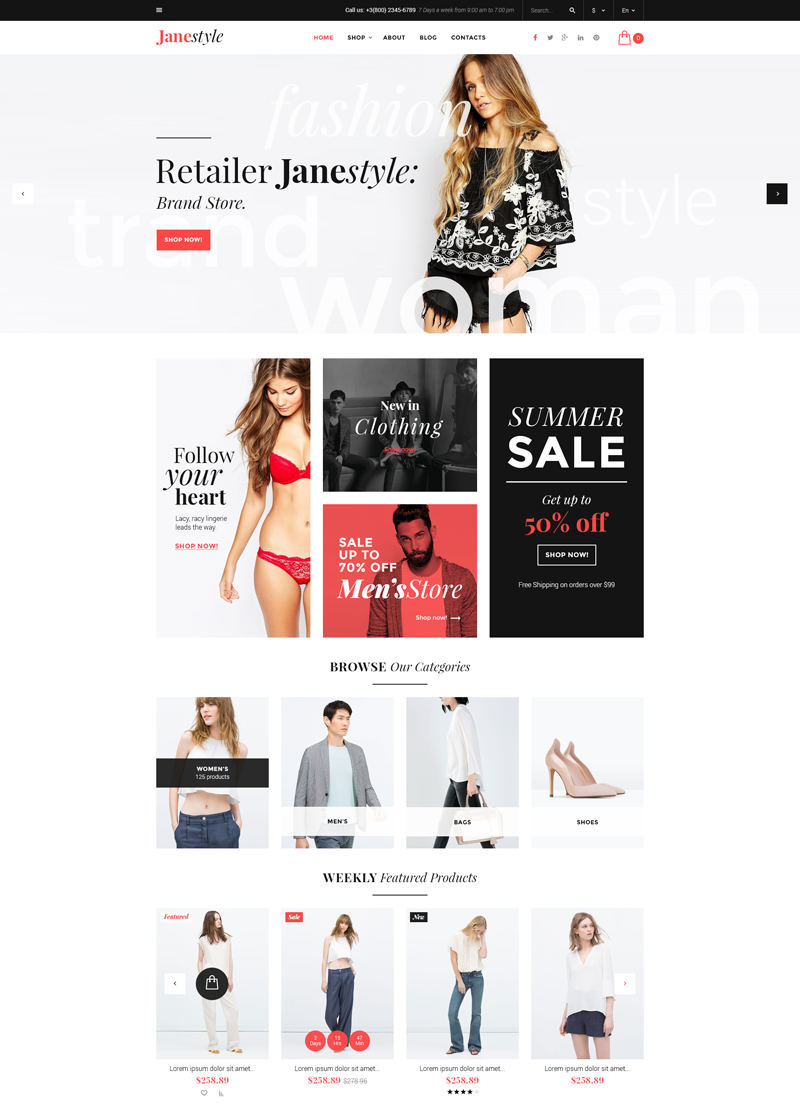 Call us: +3(800) 2345-6789 7 Days a week from 9:00 am to 7:00 pm
Search...
$
En
Janestyle
HOME SHOP ABOUT BLOG CONTACTS
0
fashion
Retailer Janestyle:
Brand Store.
SHOP NOW!
trand
style
woman
Follow
your
heart
Lacy, racy lingerie
leads the way.
SHOP NOW!
New in
Clothing
Shop now!
SALE
UP TO
70% OFF
Men'sStore
Shop now!
SUMMER
SALE
Get up to
50% off
SHOP NOW!
Free Shipping on orders over $99
BROWSE Our Categories
WOMEN'S
125 products
MEN'S
BAGS
SHOES
WEEKLY Featured Products
Featured
Sale
New
2 Days
15 Hrs
47 Min
Lorem ipsum dolor sit amet...
$258.89
Lorem ipsum dolor sit amet...
$258.89 $278.96
Lorem ipsum dolor sit amet...
$258.89
Lorem ipsum dolor sit amet...
$258.89